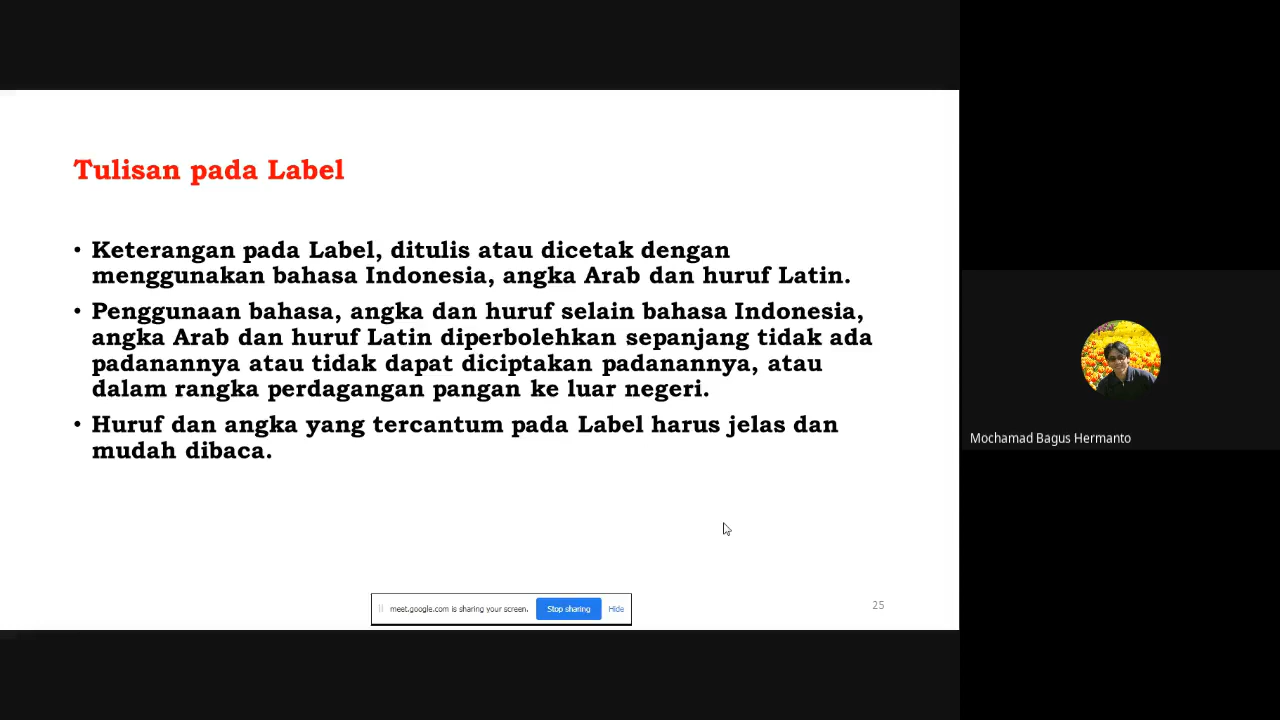 Tulisan pada Label
• Keterangan pada Label, ditulis atau dicetak dengan
menggunakan bahasa Indonesia, angka Arab dan huruf Latin.
• Penggunaan bahasa, angka dan huruf selain bahasa Indonesia,
angka Arab dan huruf Latin diperbolehkan sepanjang tidak ada
padanannya atau tidak dapat diciptakan padanannya, atau
dalam rangka perdagangan pangan ke luar negeri.
• Huruf dan angka yang tercantum pada Label harus jelas dan
mudah dibaca.
meet.google.com is sharing your screen. Stop sharing Hide
25
Mochamad Bagus Hermanto